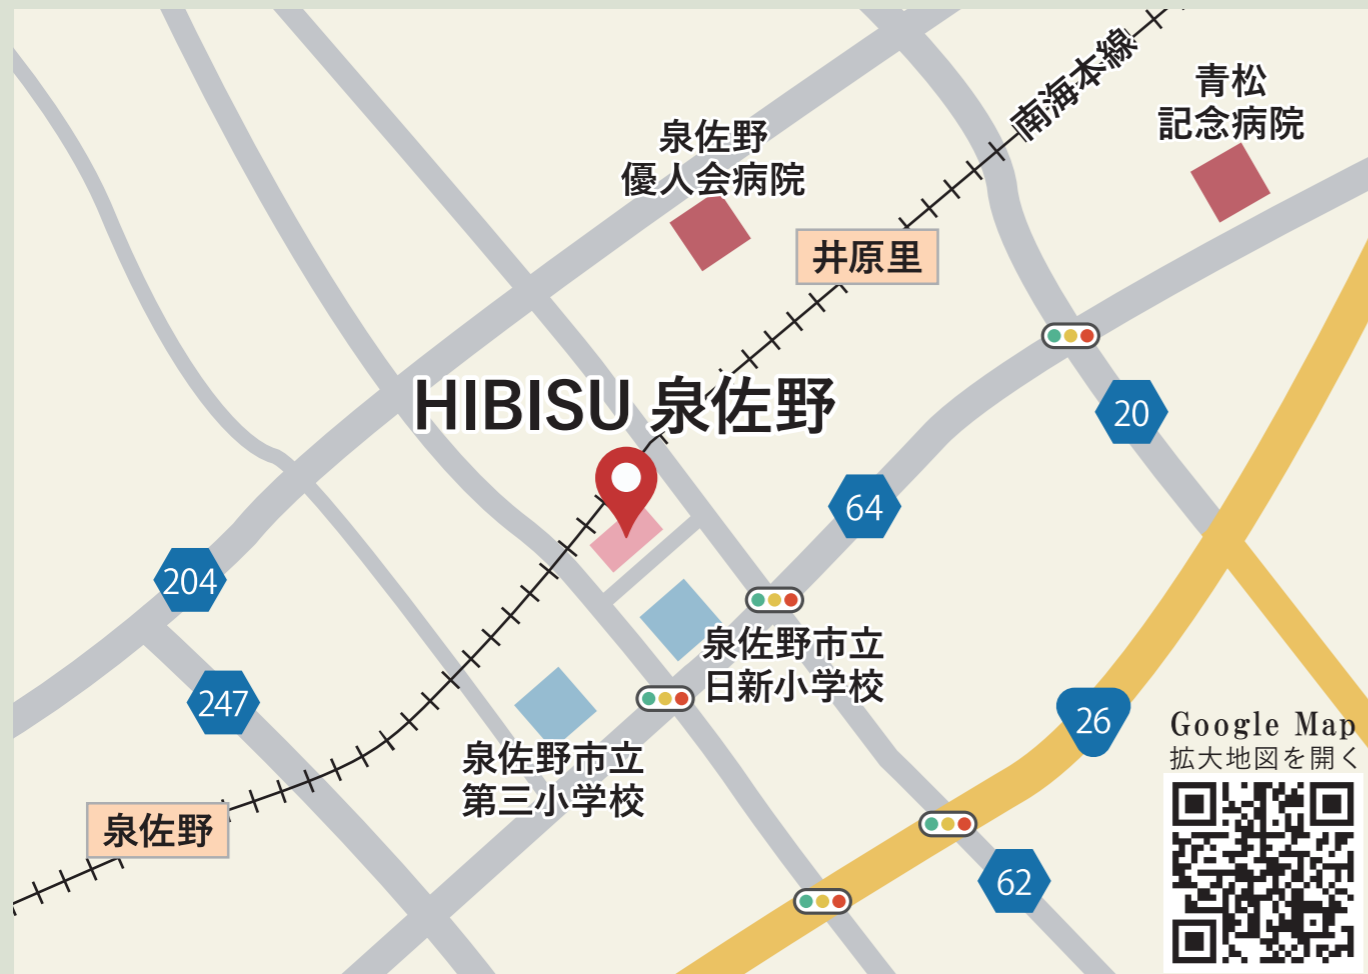 南海本線
青松
記念病院
泉佐野
優人会病院
井原里
HIBISU 泉佐野
20
64
204
泉佐野市立
日新小学校
247
26
泉佐野市立
第三小学校
泉佐野
62
Google Map
拡大地図を開く